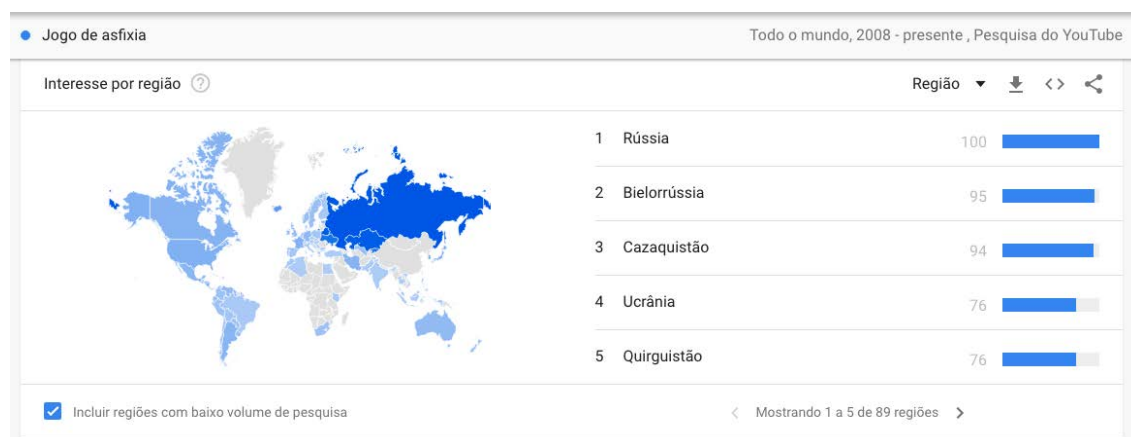 Jogo de asfixia
Todo o mundo, 2008 - presente , Pesquisa do YouTube
Interesse por região ?
Região
1 Rússia 100
2 Bielorrússia 95
3 Cazaquistão 94
4 Ucrânia 76
5 Quirguistão 76
Incluir regiões com baixo volume de pesquisa
Mostrando 1 a 5 de 89 regiões